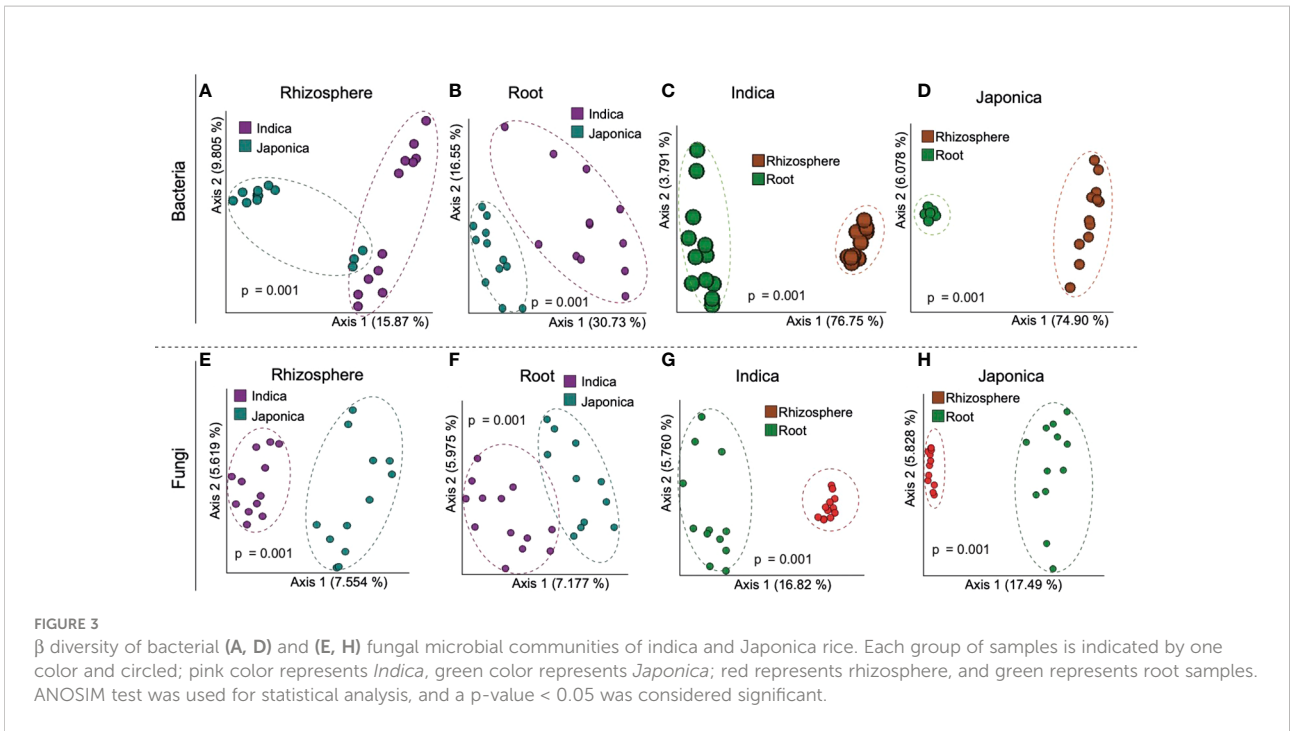 Bacteria
A
Rhizosphere
Indica
Japonica
Axis 2 (9.805 %)
p = 0.001
Axis 1 (15.87 %)
B
Root
Indica
Japonica
Axis 2 (16.55 %)
p = 0.001
Axis 1 (30.73 %)
C
Indica
Rhizosphere
Root
Axis 2 (3.791 %)
p = 0.001
Axis 1 (76.75 %)
D
Japonica
Rhizosphere
Root
Axis 2 (6.078 %)
p = 0.001
Axis 1 (74.90 %)
Fungi
E
Rhizosphere
Indica
Japonica
Axis 2 (5.619 %)
p = 0.001
Axis 1 (7.554 %)
F
Root
Indica
Japonica
Axis 2 (5.975 %)
p = 0.001
Axis 1 (7.177 %)
G
Indica
Rhizosphere
Root
Axis 2 (5.760 %)
p = 0.001
Axis 1 (16.82 %)
H
Japonica
Rhizosphere
Root
Axis 2 (5.828 %)
p = 0.001
Axis 1 (17.49 %)
FIGURE 3
β diversity of bacterial (A, D) and (E, H) fungal microbial communities of indica and Japonica rice. Each group of samples is indicated by one
color and circled; pink color represents Indica, green color represents Japonica; red represents rhizosphere, and green represents root samples.
ANOSIM test was used for statistical analysis, and a p-value < 0.05 was considered significant.